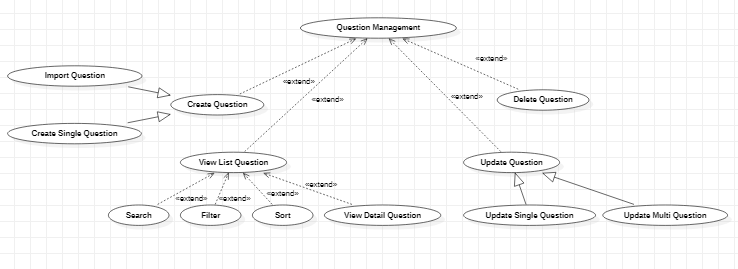 Question Management
«extend»
Import Question
«extend»
Create Question
«extend»
«extend»
Delete Question
Create Single Question
View List Question
Update Question
«extend»
«extend»
«extend»
«extend»
Search
Filter
Sort
View Detail Question
Update Single Question
Update Multi Question